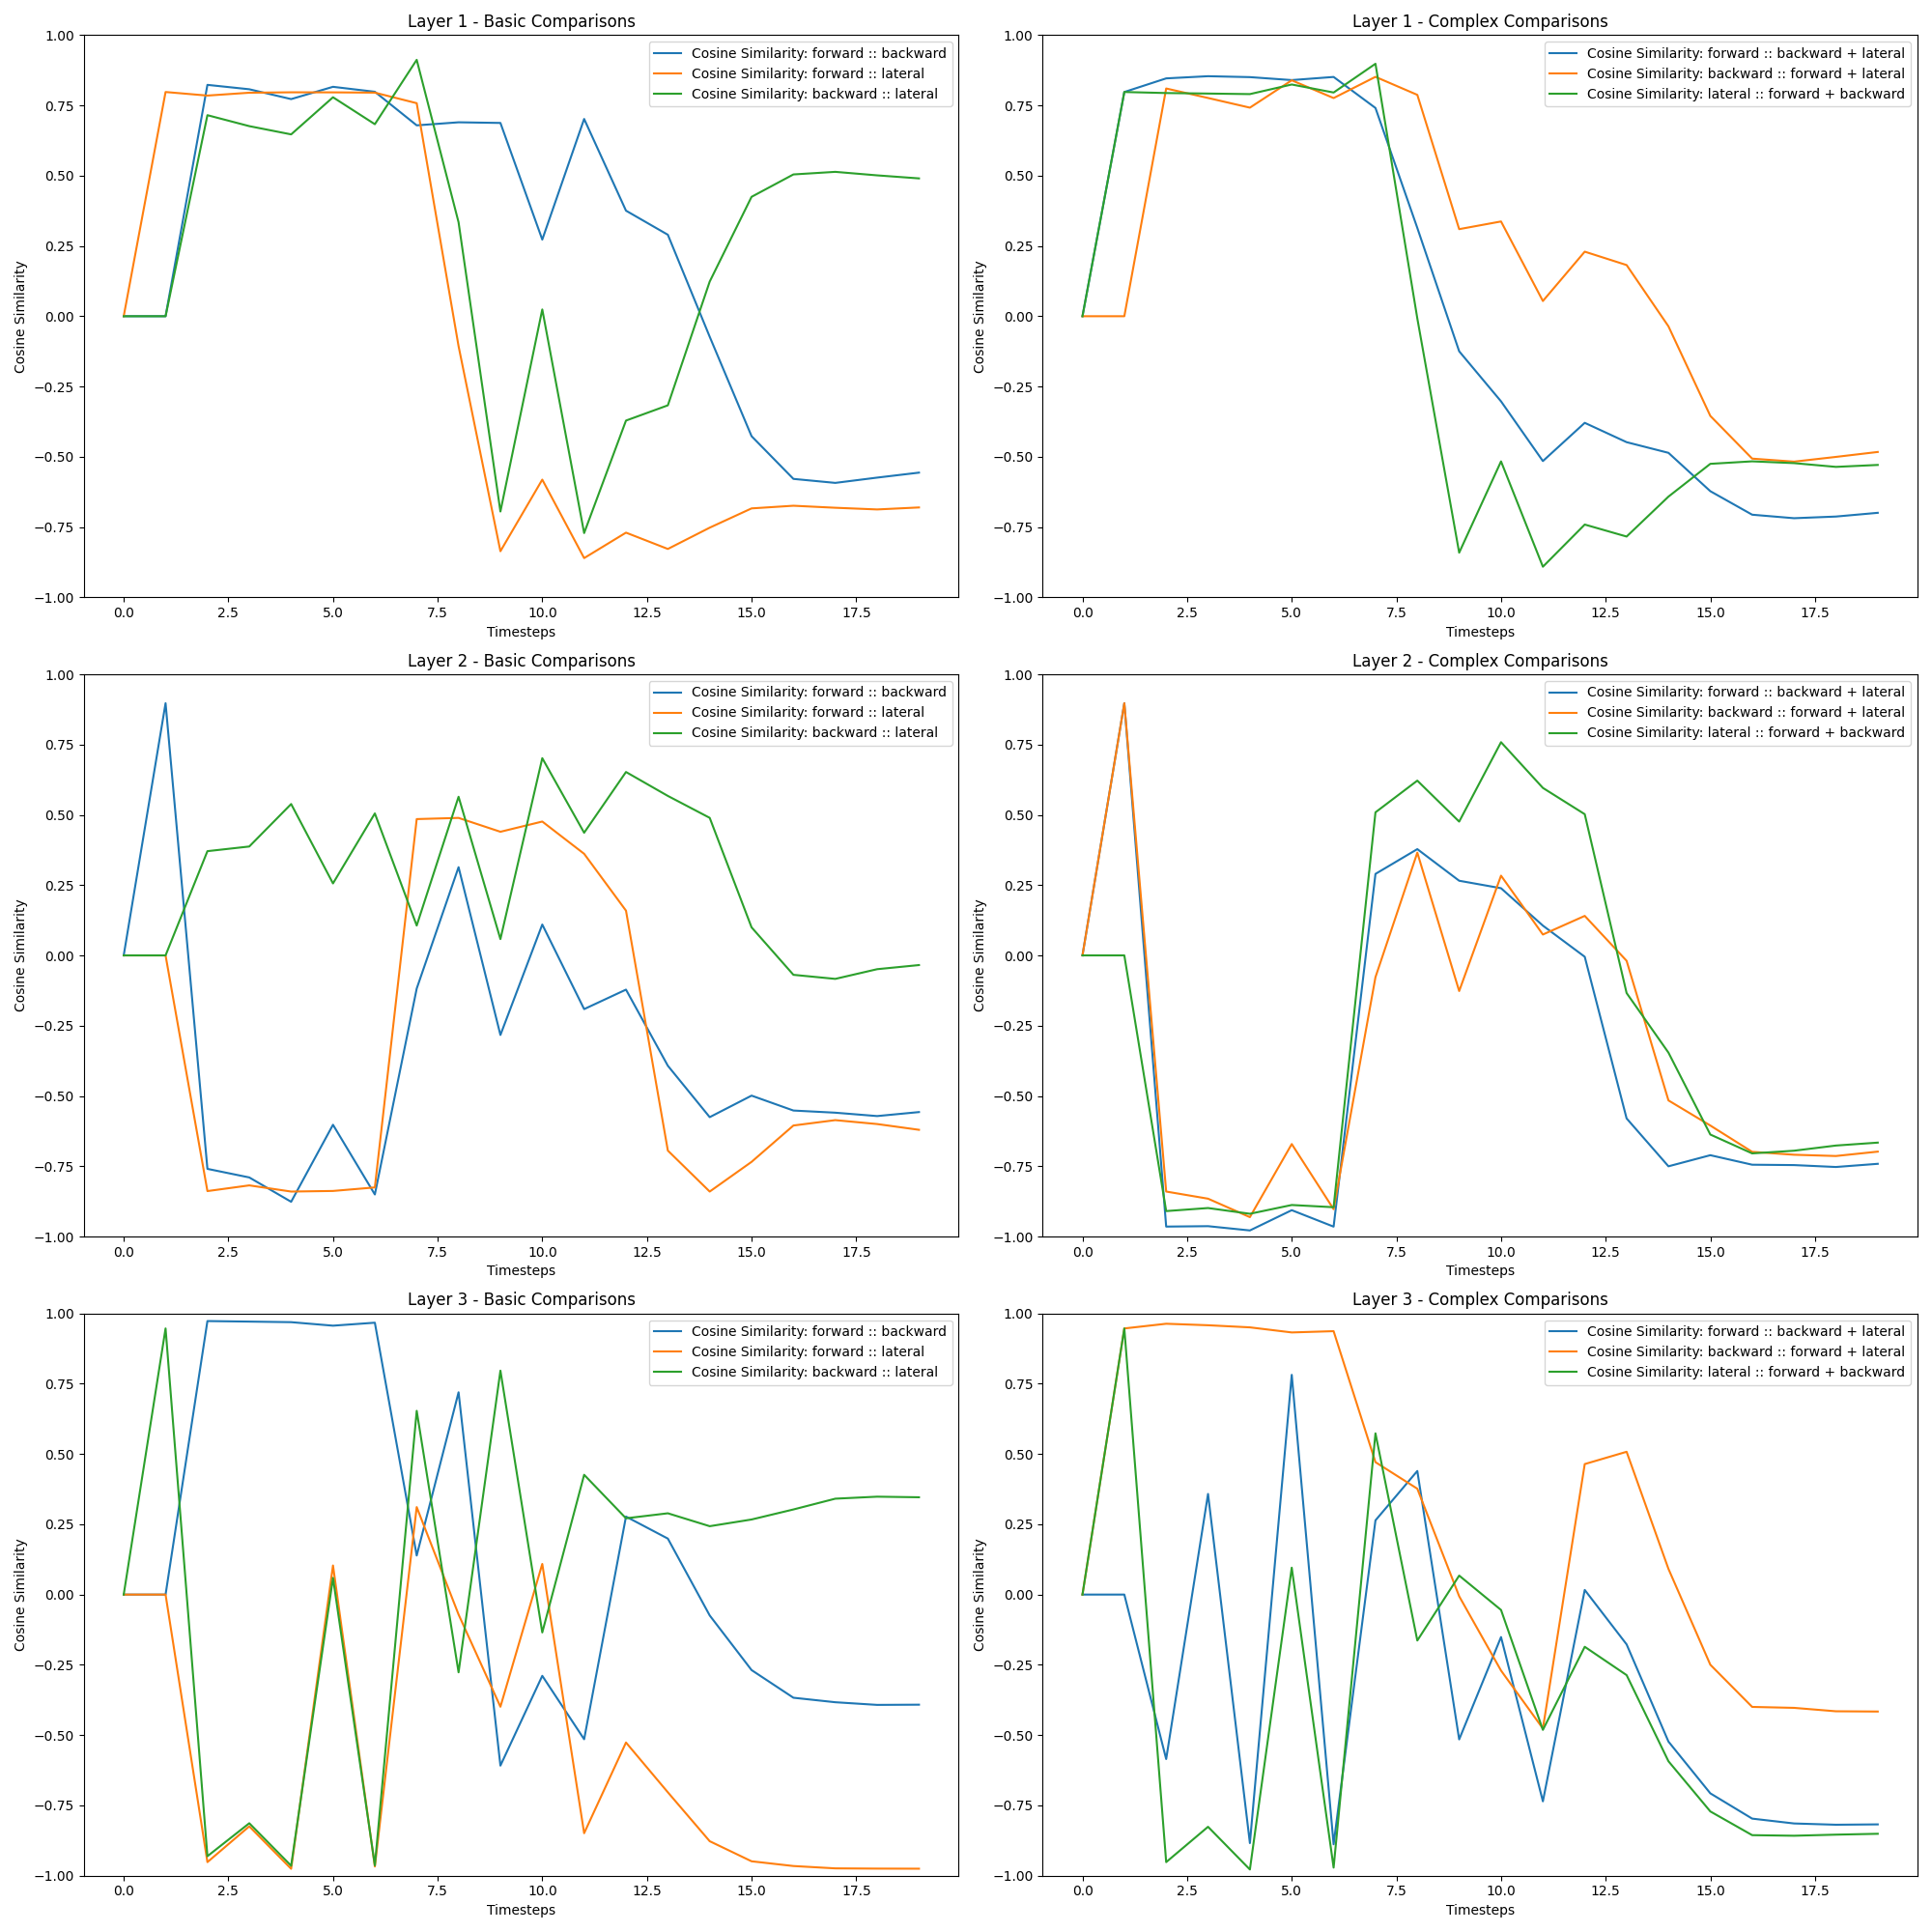 Layer 1 - Basic Comparisons
1.00
0.75
0.50
0.25
0.00
−0.25
−0.50
−0.75
−1.00
Cosine Similarity
Cosine Similarity: forward :: backward
Cosine Similarity: forward :: lateral
Cosine Similarity: backward :: lateral
0.0 2.5 5.0 7.5 10.0 12.5 15.0 17.5
Timesteps
Layer 1 - Complex Comparisons
1.00
0.75
0.50
0.25
0.00
−0.25
−0.50
−0.75
−1.00
Cosine Similarity
Cosine Similarity: forward :: backward + lateral
Cosine Similarity: backward :: forward + lateral
Cosine Similarity: lateral :: forward + backward
0.0 2.5 5.0 7.5 10.0 12.5 15.0 17.5
Timesteps
Layer 2 - Basic Comparisons
1.00
0.75
0.50
0.25
0.00
−0.25
−0.50
−0.75
−1.00
Cosine Similarity
Cosine Similarity: forward :: backward
Cosine Similarity: forward :: lateral
Cosine Similarity: backward :: lateral
0.0 2.5 5.0 7.5 10.0 12.5 15.0 17.5
Timesteps
Layer 2 - Complex Comparisons
1.00
0.75
0.50
0.25
0.00
−0.25
−0.50
−0.75
−1.00
Cosine Similarity
Cosine Similarity: forward :: backward + lateral
Cosine Similarity: backward :: forward + lateral
Cosine Similarity: lateral :: forward + backward
0.0 2.5 5.0 7.5 10.0 12.5 15.0 17.5
Timesteps
Layer 3 - Basic Comparisons
1.00
0.75
0.50
0.25
0.00
−0.25
−0.50
−0.75
−1.00
Cosine Similarity
Cosine Similarity: forward :: backward
Cosine Similarity: forward :: lateral
Cosine Similarity: backward :: lateral
0.0 2.5 5.0 7.5 10.0 12.5 15.0 17.5
Timesteps
Layer 3 - Complex Comparisons
1.00
0.75
0.50
0.25
0.00
−0.25
−0.50
−0.75
−1.00
Cosine Similarity
Cosine Similarity: forward :: backward + lateral
Cosine Similarity: backward :: forward + lateral
Cosine Similarity: lateral :: forward + backward
0.0 2.5 5.0 7.5 10.0 12.5 15.0 17.5
Timesteps